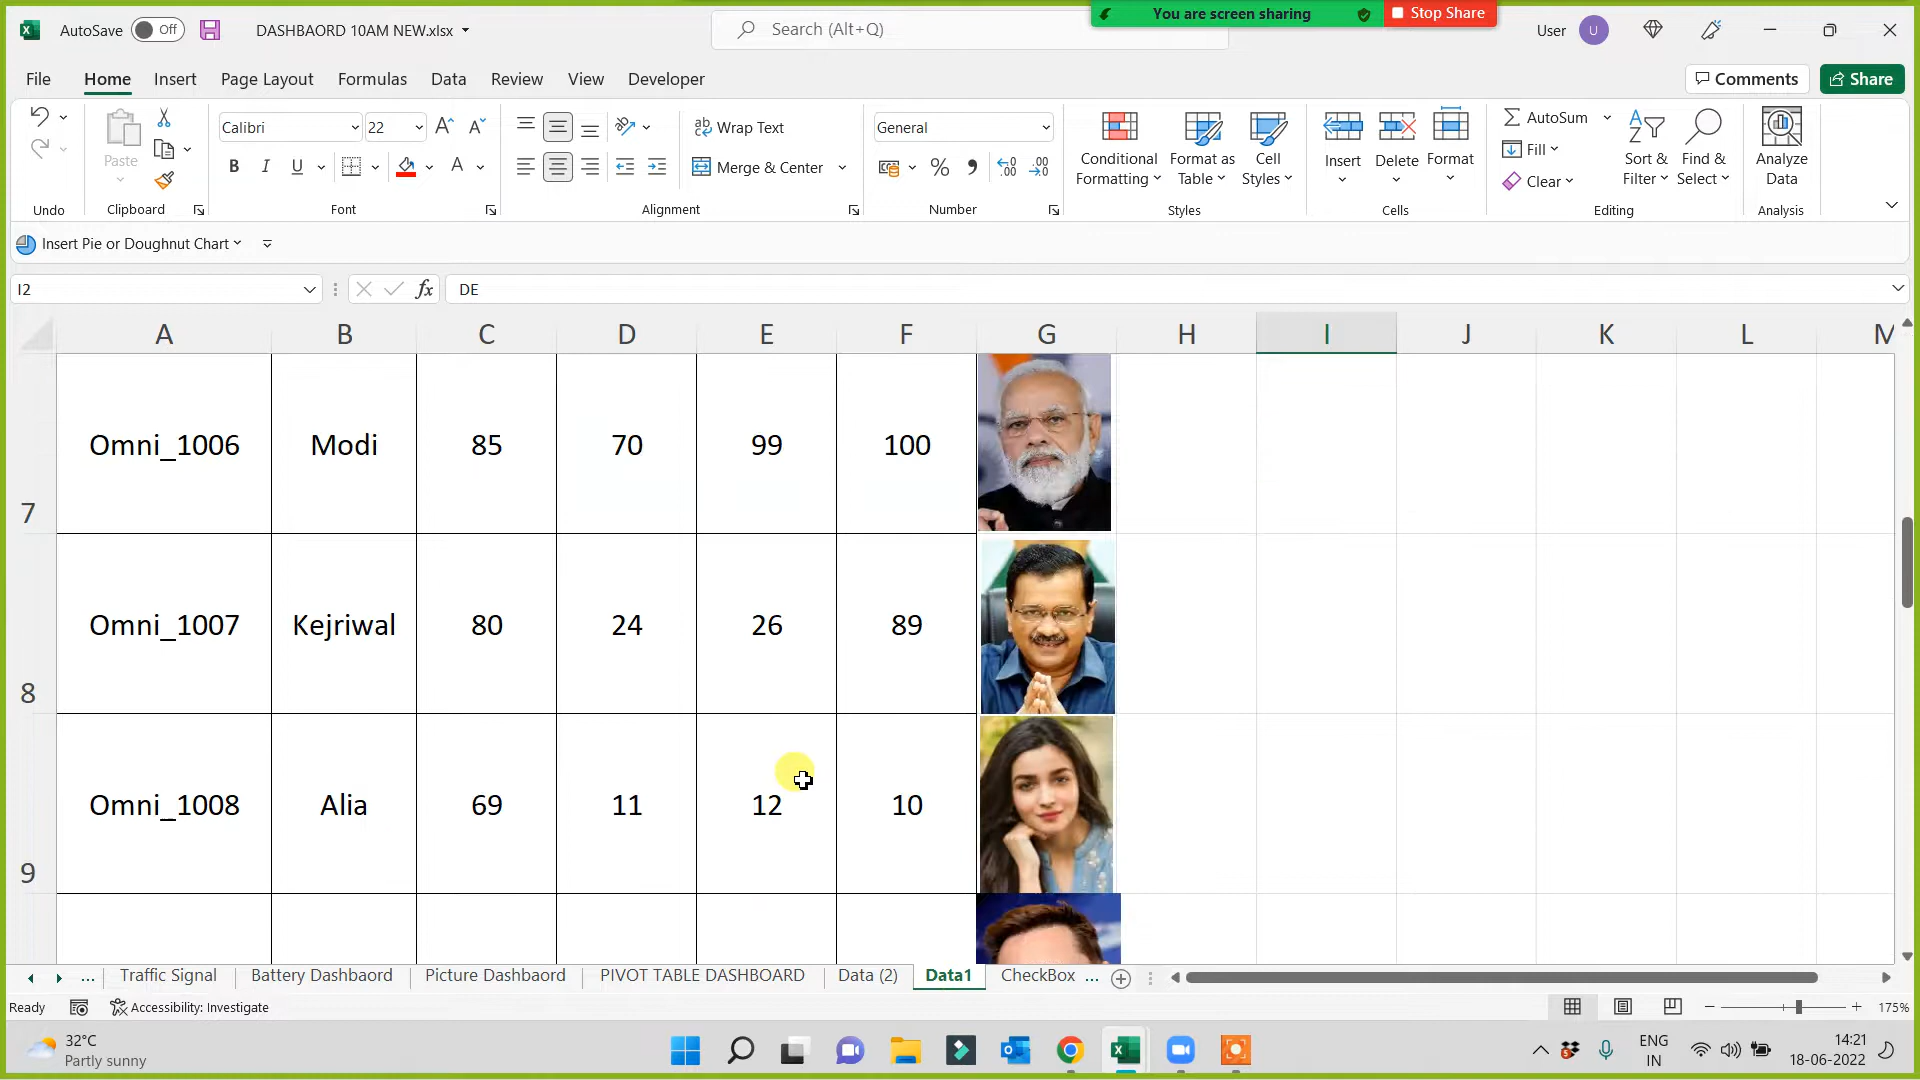 You are screen sharing
Stop Share
AutoSave
Off
DASHBAORD 10AM NEW.xlsx
Search (Alt+Q)
User
U
File
Home
Insert
Page Layout
Formulas
Data
Review
View
Developer
Comments
Share
Paste
Calibri
22
B
I
U
Wrap Text
Merge & Center
General
Conditional
Formatting
Format as
Table
Cell
Styles
Insert
Delete
Format
AutoSum
Fill
Clear
Sort &
Filter
Find &
Select
Analyze
Data
Undo
Clipboard
Font
Alignment
Number
Styles
Cells
Editing
Analysis
Insert Pie or Doughnut Chart
I2
fx
DE
A B C D E F G H I J K L M
7 Omni_1006 Modi 85 70 99 100
8 Omni_1007 Kejriwal 80 24 26 89
9 Omni_1008 Alia 69 11 12 10
... Traffic Signal Battery Dashbaord Picture Dashbaord PIVOT TABLE DASHBOARD Data (2) Data1 CheckBox ...
Ready
Accessibility: Investigate
175%
32°C
Partly sunny
ENG
IN
14:21
18-06-2022